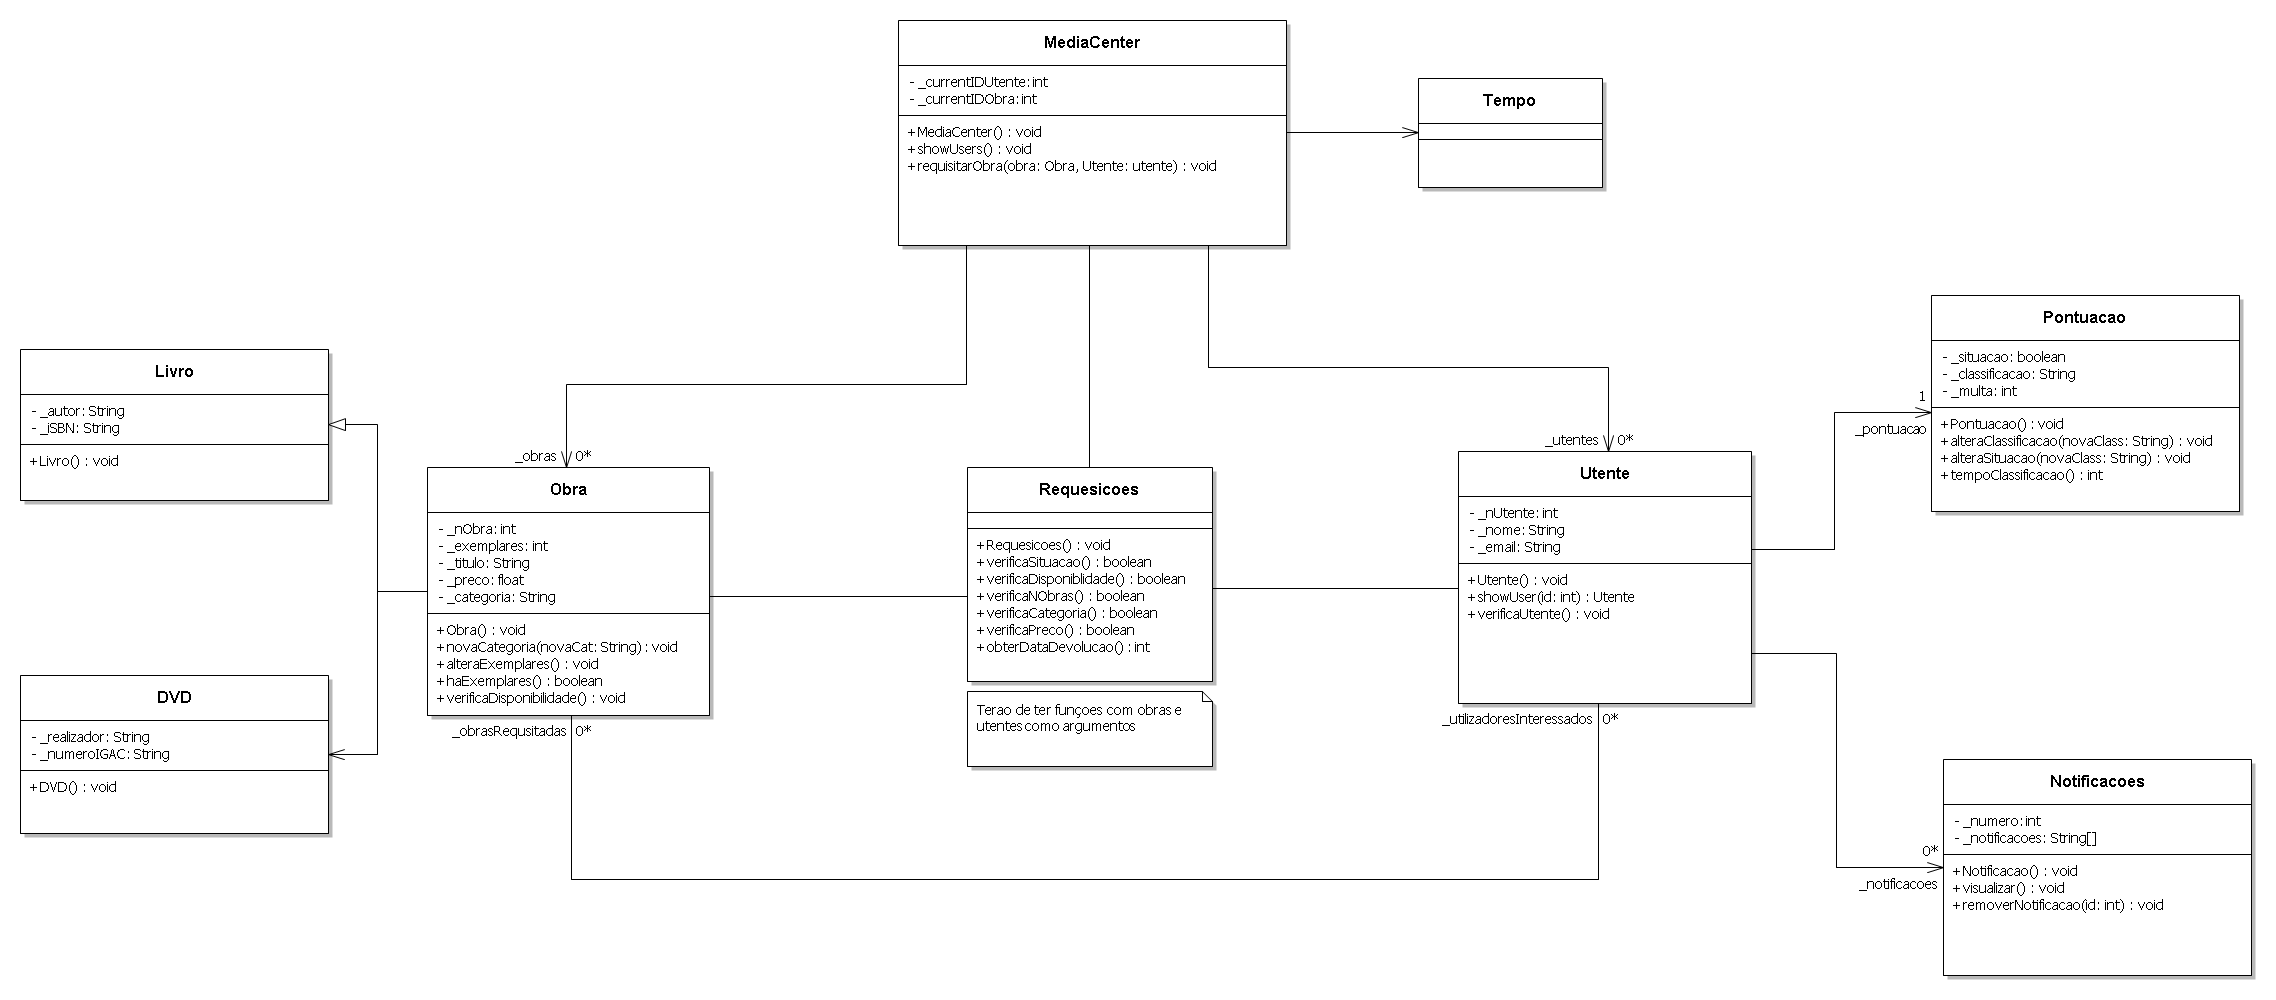 MediaCenter
- _currentIDUtente: int
- _currentIDObra: int
+ MediaCenter() : void
+ showUsers() : void
+ requisitarObra(obra: Obra, Utente: utente) : void
Tempo
Pontuacao
- _situacao: boolean
- _classificacao: String
- _multa: int
+ Pontuacao() : void
+ alteraClassificacao(novaClass: String) : void
+ alteraSituacao(novaClass: String) : void
+ tempoClassificacao() : int
1
_pontuacao
Livro
- _autor: String
- _iSBN: String
+ Livro() : void
_obras 0*
Obra
- _nObra: int
- _exemplares: int
- _titulo: String
- _preco: float
- _categoria: String
+ Obra() : void
+ novaCategoria(novaCat: String) : void
+ alteraExemplares() : void
+ haExemplares() : boolean
+ verificaDisponibilidade() : void
_obrasRequsitadas 0*
Requesicoes
+ Requesicoes() : void
+ verificaSituacao() : boolean
+ verificaDisponiblidade() : boolean
+ verificaNObras() : boolean
+ verificaCategoria() : boolean
+ verificaPreco() : boolean
+ obterDataDevolucao() : int
Terao de ter funçoes com obras e
utentes como argumentos
_utentes 0*
Utente
- _nUtente: int
- _nome: String
- _email: String
+ Utente() : void
+ showUser(id: int) : Utente
+ verificaUtente() : void
_utilizadoresInteressados 0*
DVD
- _realizador: String
- _numeroIGAC: String
+ DVD() : void
Notificacoes
- _numero: int
- _notificacoes: String[]
+ Notificacao() : void
+ visualizar() : void
+ removerNotificacao(id: int) : void
0*
_notificacoes